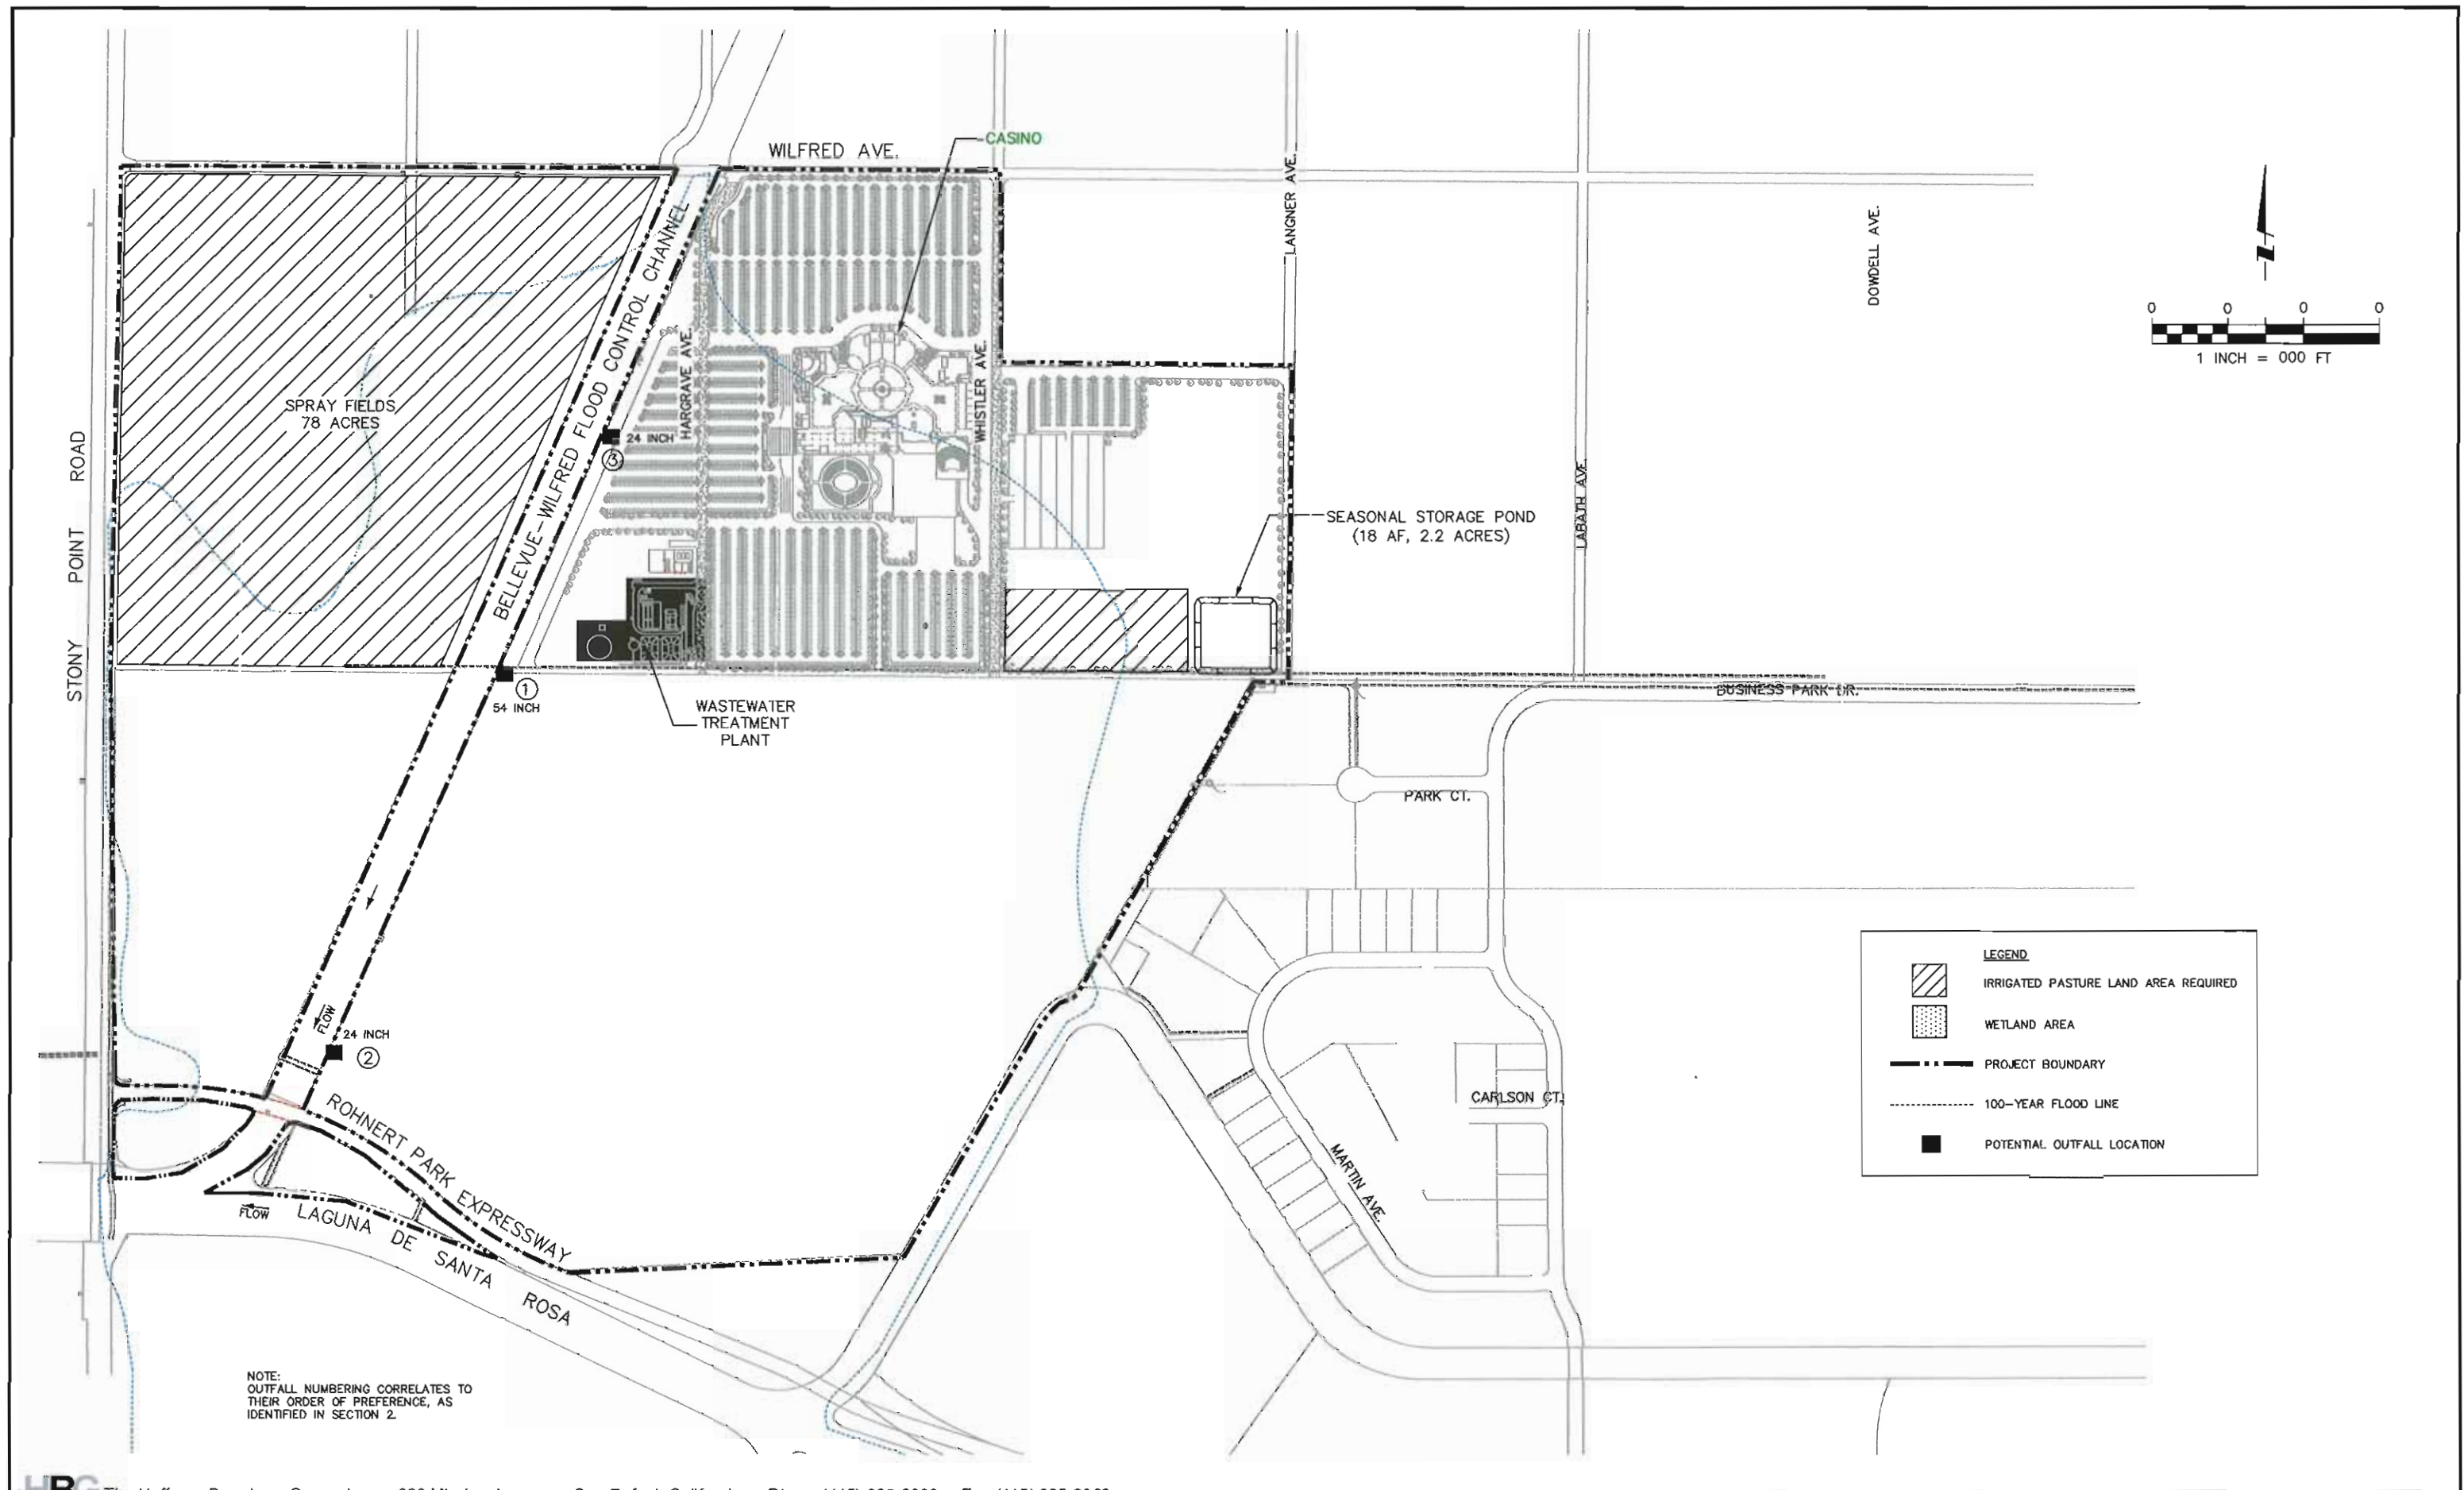 WILFRED AVE.
CASINO
LANGNER AVE.
DOWDELL AVE.
0 0 0 0
1 INCH = 000 FT
BELLEVUE-WILFRED FLOOD CONTROL CHANNEL
HARGRAVE AVE.
WHISTLER AVE.
SPRAY FIELDS
78 ACRES
STONY POINT ROAD
24 INCH
3
LABATH AVE.
SEASONAL STORAGE POND
(18 AF, 2.2 ACRES)
1
54 INCH
WASTEWATER
TREATMENT
PLANT
BUSINESS PARK DR.
PARK CT.
LEGEND
IRRIGATED PASTURE LAND AREA REQUIRED
WETLAND AREA
PROJECT BOUNDARY
100-YEAR FLOOD LINE
POTENTIAL OUTFALL LOCATION
FLOW
24 INCH
2
CARLSON CT.
MARTIN AVE.
ROHNERT PARK EXPRESSWAY
FLOW
LAGUNA DE SANTA ROSA
NOTE:
OUTFALL NUMBERING CORRELATES TO
THEIR ORDER OF PREFERENCE, AS
IDENTIFIED IN SECTION 2.